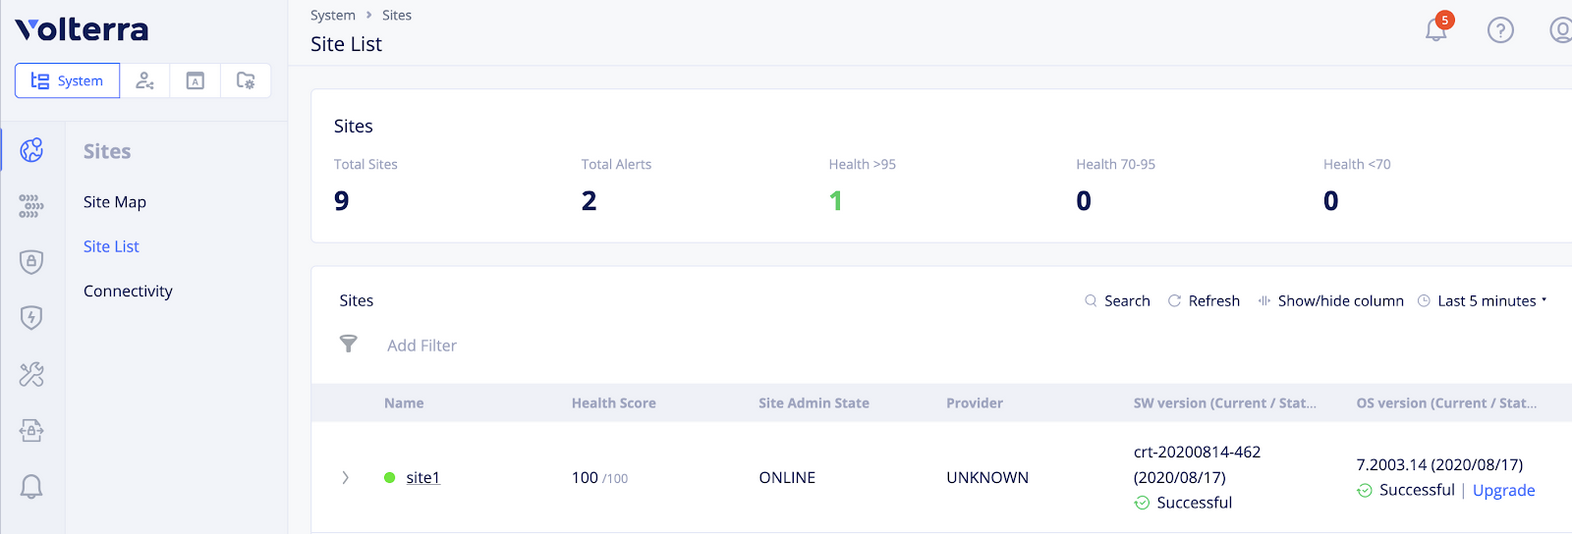 Volterra
System > Sites
Site List
5
?
System
A
Sites
Site Map
Site List
Connectivity
Sites
Total Sites
Total Alerts
Health >95
Health 70-95
Health <70
9
2
1
0
0
Sites
Search
Refresh
Show/hide column
Last 5 minutes
Add Filter
Name
Health Score
Site Admin State
Provider
SW version (Current / Stat...
OS version (Current / Stat...
site1
100 /100
ONLINE
UNKNOWN
crt-20200814-462
(2020/08/17)
Successful
7.2003.14 (2020/08/17)
Successful | Upgrade